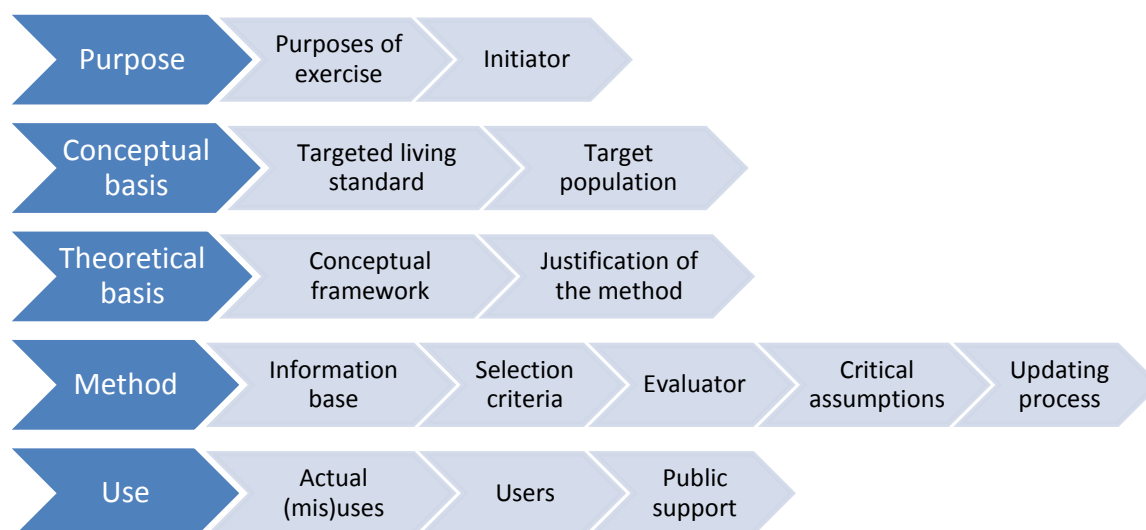 Purpose
Purposes of
exercise
Initiator
Conceptual
basis
Targeted living
standard
Target
population
Theoretical
basis
Conceptual
framework
Justification of
the method
Method
Information
base
Selection
criteria
Evaluator
Critical
assumptions
Updating
process
Use
Actual
(mis)uses
Users
Public
support